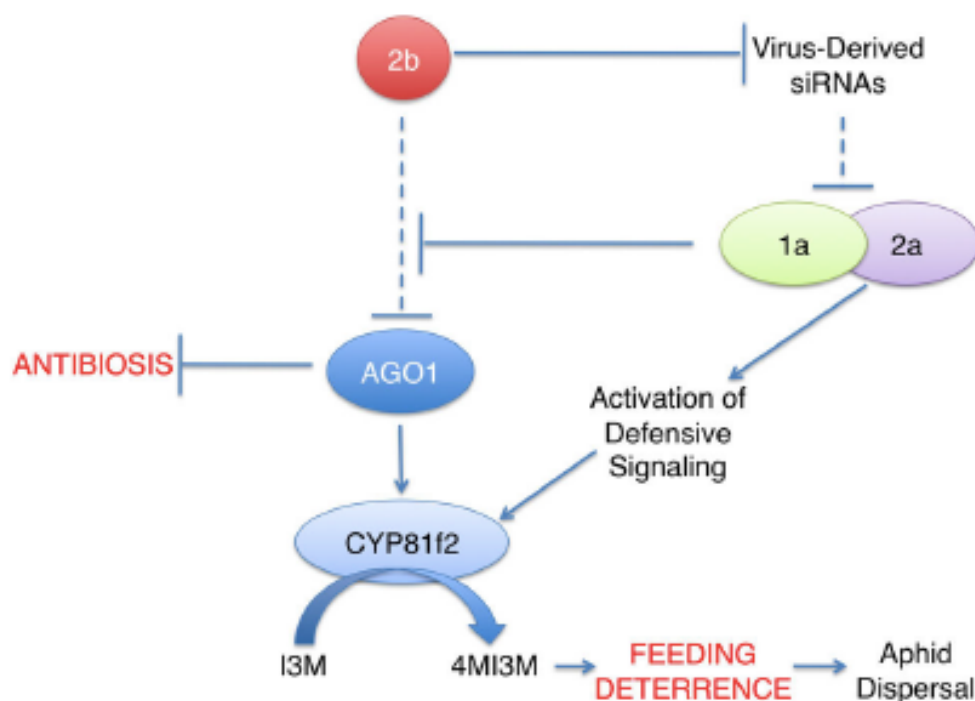 2b
Virus-Derived
siRNAs
1a
2a
ANTIBIOSIS
AGO1
Activation of
Defensive
Signaling
CYP81f2
I3M
4MI3M
FEEDING
DETERRENCE
Aphid
Dispersal